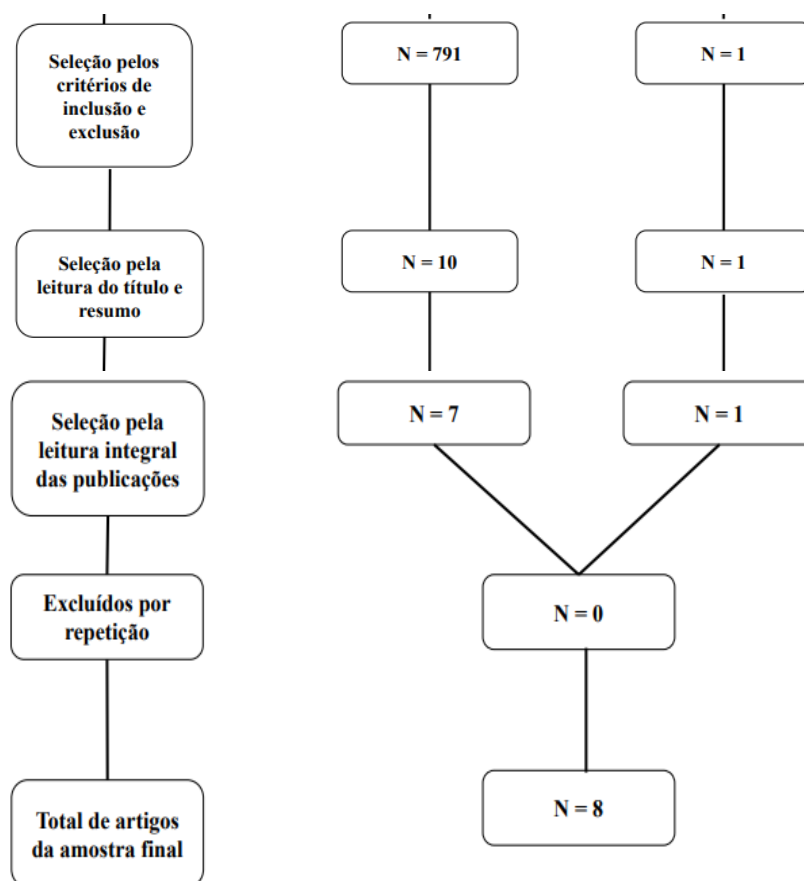 Seleção pelos
critérios de
inclusão e
exclusão
N = 791
N = 1
Seleção pela
leitura do título e
resumo
N = 10
N = 1
Seleção pela
leitura integral
das publicações
N = 7
N = 1
Excluídos por
repetição
N = 0
Total de artigos
da amostra final
N = 8